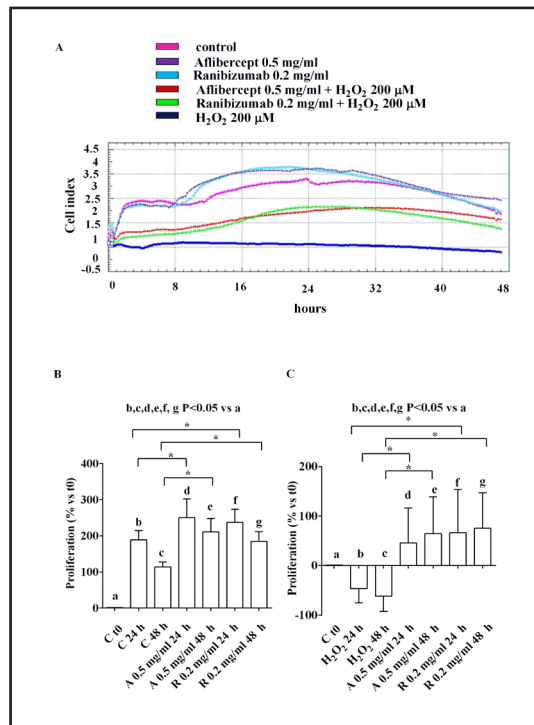 A
control
Aflibercept 0.5 mg/ml
Ranibizumab 0.2 mg/ml
Aflibercept 0.5 mg/ml + H₂O₂ 200 μM
Ranibizumab 0.2 mg/ml + H₂O₂ 200 μM
H₂O₂ 200 μM
Cell index
4.5
4
3.5
3
2.5
2
1.5
1
0
-0.5
0 8 16 24 32 40 48
hours
B
b,c,d,e,f, g P<0.05 vs a
*
*
*
*
Proliferation (% vs t0)
400
300
200
100
0
a
b
c
d
e
f
g
C t0
C 24 h
C 48 h
A 0.5 mg/ml 24 h
A 0.5 mg/ml 48 h
R 0.2 mg/ml 24 h
R 0.2 mg/ml 48 h
C
b,c,d,e,f,g P<0.05 vs a
*
*
*
*
Proliferation (% vs t0)
200
100
0
-100
a
b
c
d
e
f
g
C t0
H₂O₂ 24 h
H₂O₂ 48 h
A 0.5 mg/ml 24 h
A 0.5 mg/ml 48 h
R 0.2 mg/ml 24 h
R 0.2 mg/ml 48 h